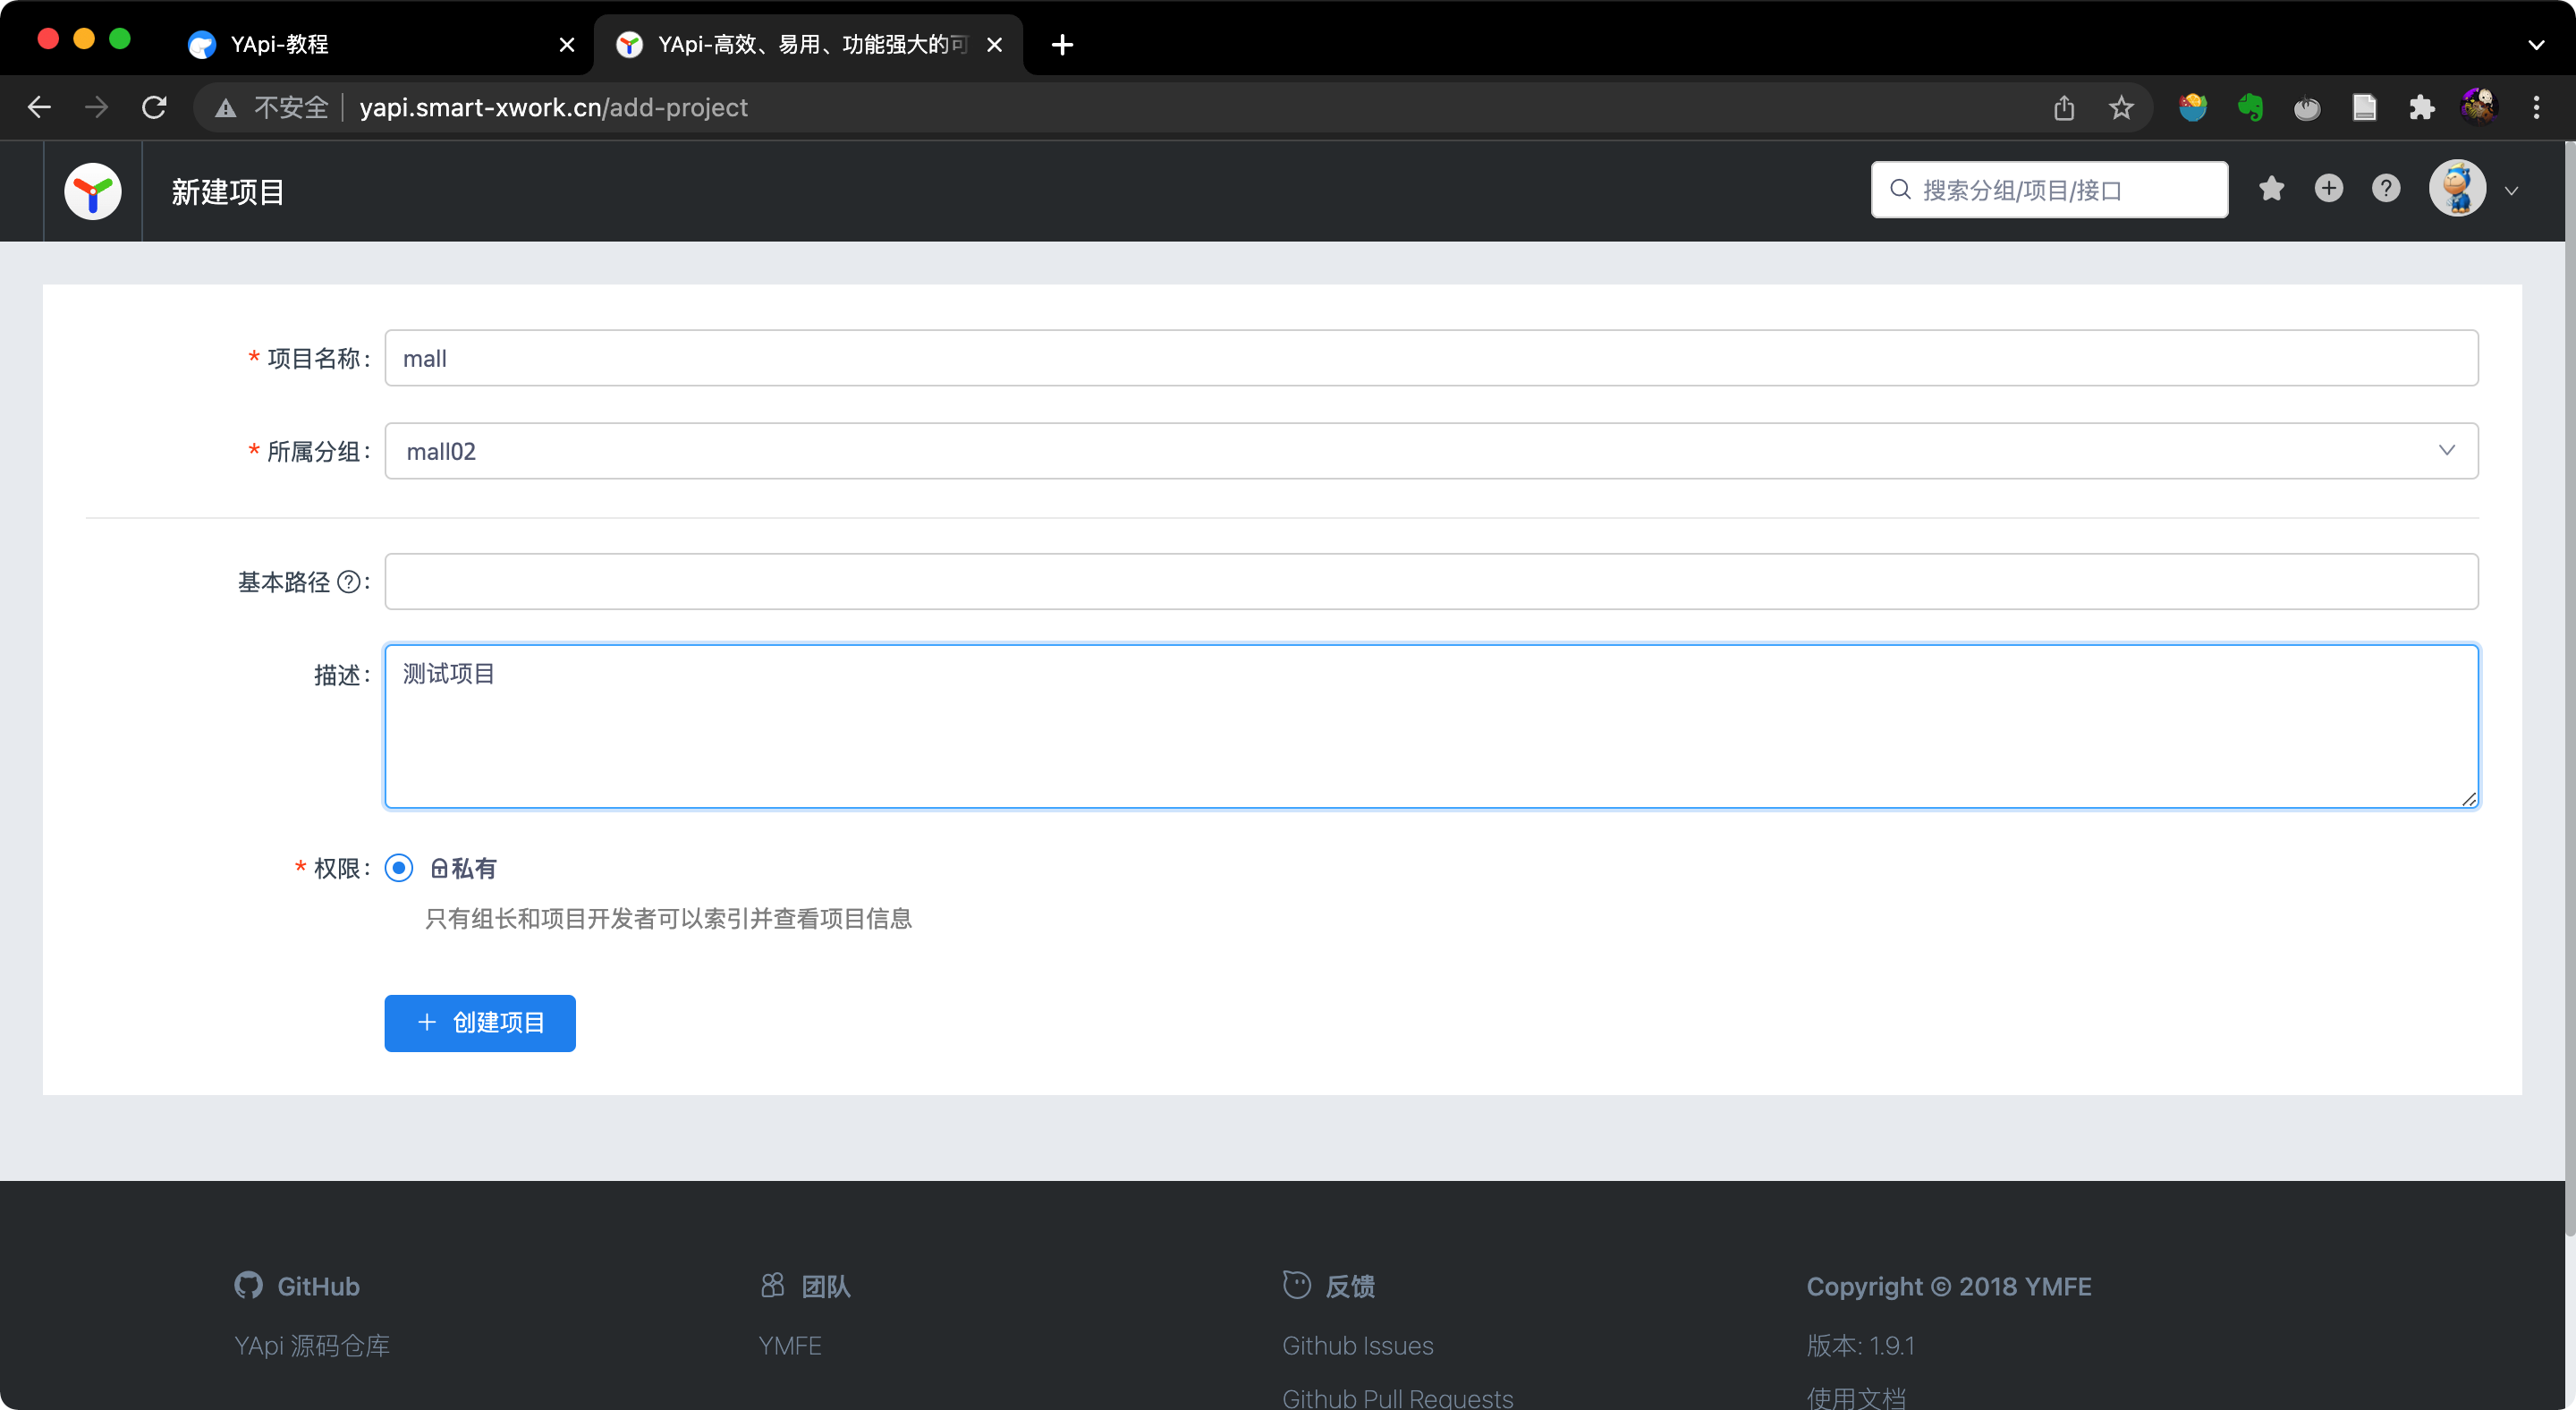 YApi-教程
YApi-高效、易用、功能强大的可
不安全
yapi.smart-xwork.cn/add-project
新建项目
搜索分组/项目/接口
* 项目名称:
mall
* 所属分组:
mall02
基本路径 ?:
描述:
测试项目
* 权限:
私有
只有组长和项目开发者可以索引并查看项目信息
+ 创建项目
GitHub
YApi 源码仓库
团队
YMFE
反馈
Github Issues
Github Pull Requests
Copyright © 2018 YMFE
版本: 1.9.1
使用文档